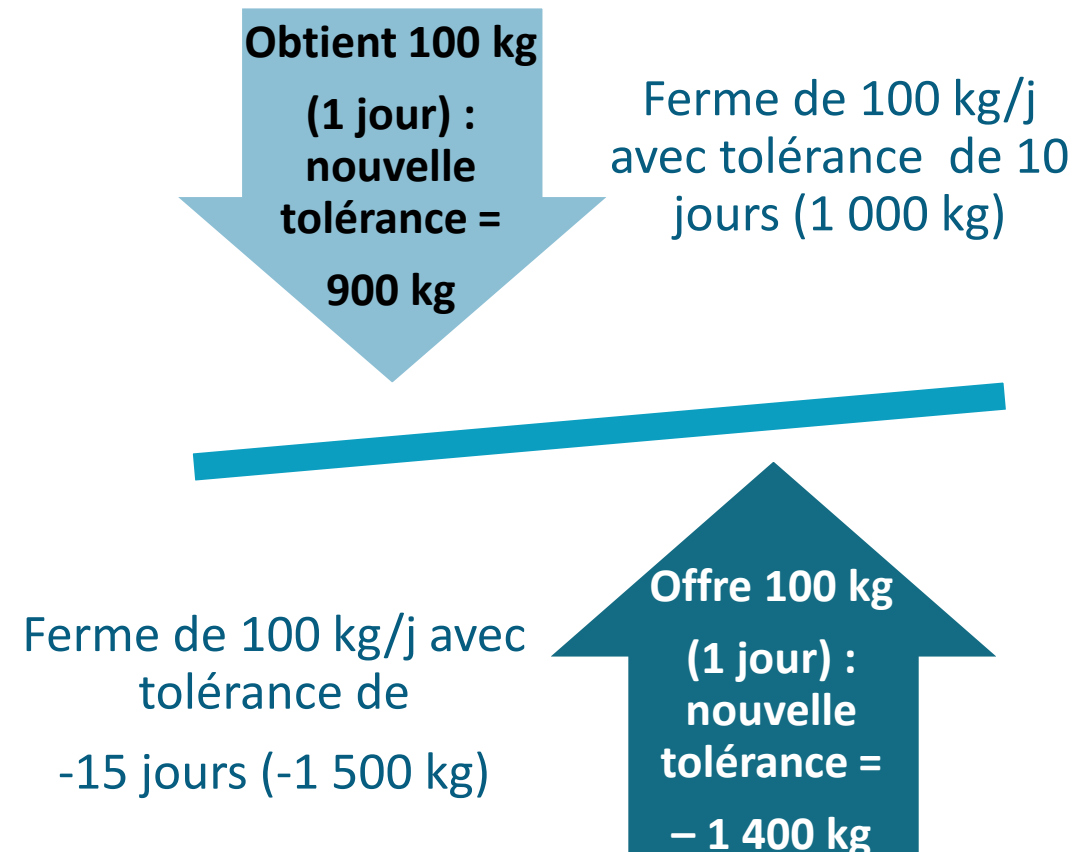 Obtient 100 kg
(1 jour) :
nouvelle
tolérance =
900 kg
Ferme de 100 kg/j
avec tolérance  de 10
jours (1 000 kg)
Ferme de 100 kg/j avec
tolérance de
-15 jours (-1 500 kg)
Offre 100 kg
(1 jour) :
nouvelle
tolérance =
– 1 400 kg